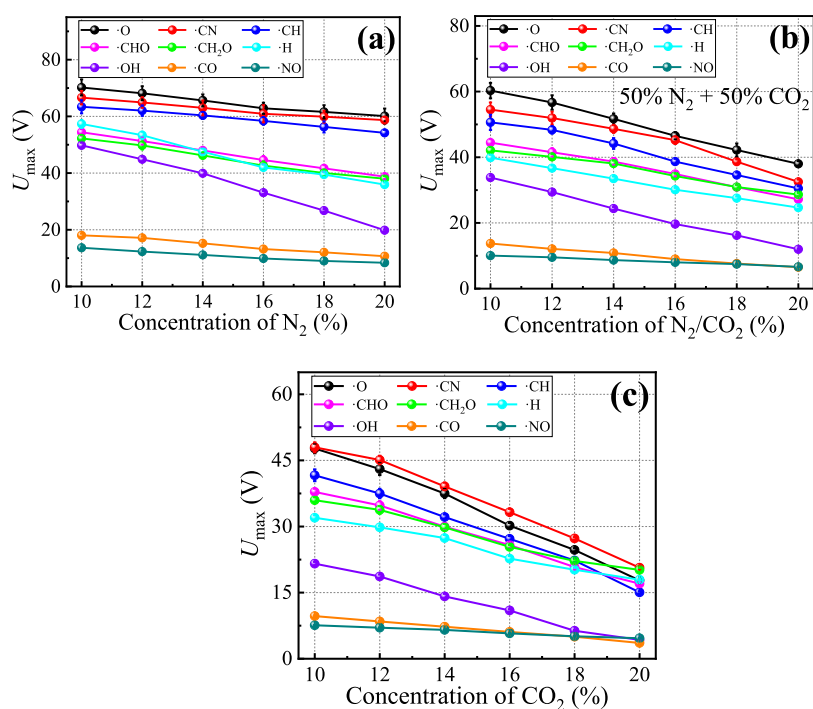 (a)
·O ·CN ·CH
·CHO ·CH₂O ·H
·OH ·CO ·NO
U_max (V)
80
60
40
20
0
10 12 14 16 18 20
Concentration of N₂ (%)
(b)
·O ·CN ·CH
·CHO ·CH₂O ·H
·OH ·CO ·NO
50% N₂ + 50% CO₂
U_max (V)
80
60
40
20
0
10 12 14 16 18 20
Concentration of N₂/CO₂ (%)
(c)
·O ·CN ·CH
·CHO ·CH₂O ·H
·OH ·CO ·NO
U_max (V)
60
45
30
15
0
10 12 14 16 18 20
Concentration of CO₂ (%)